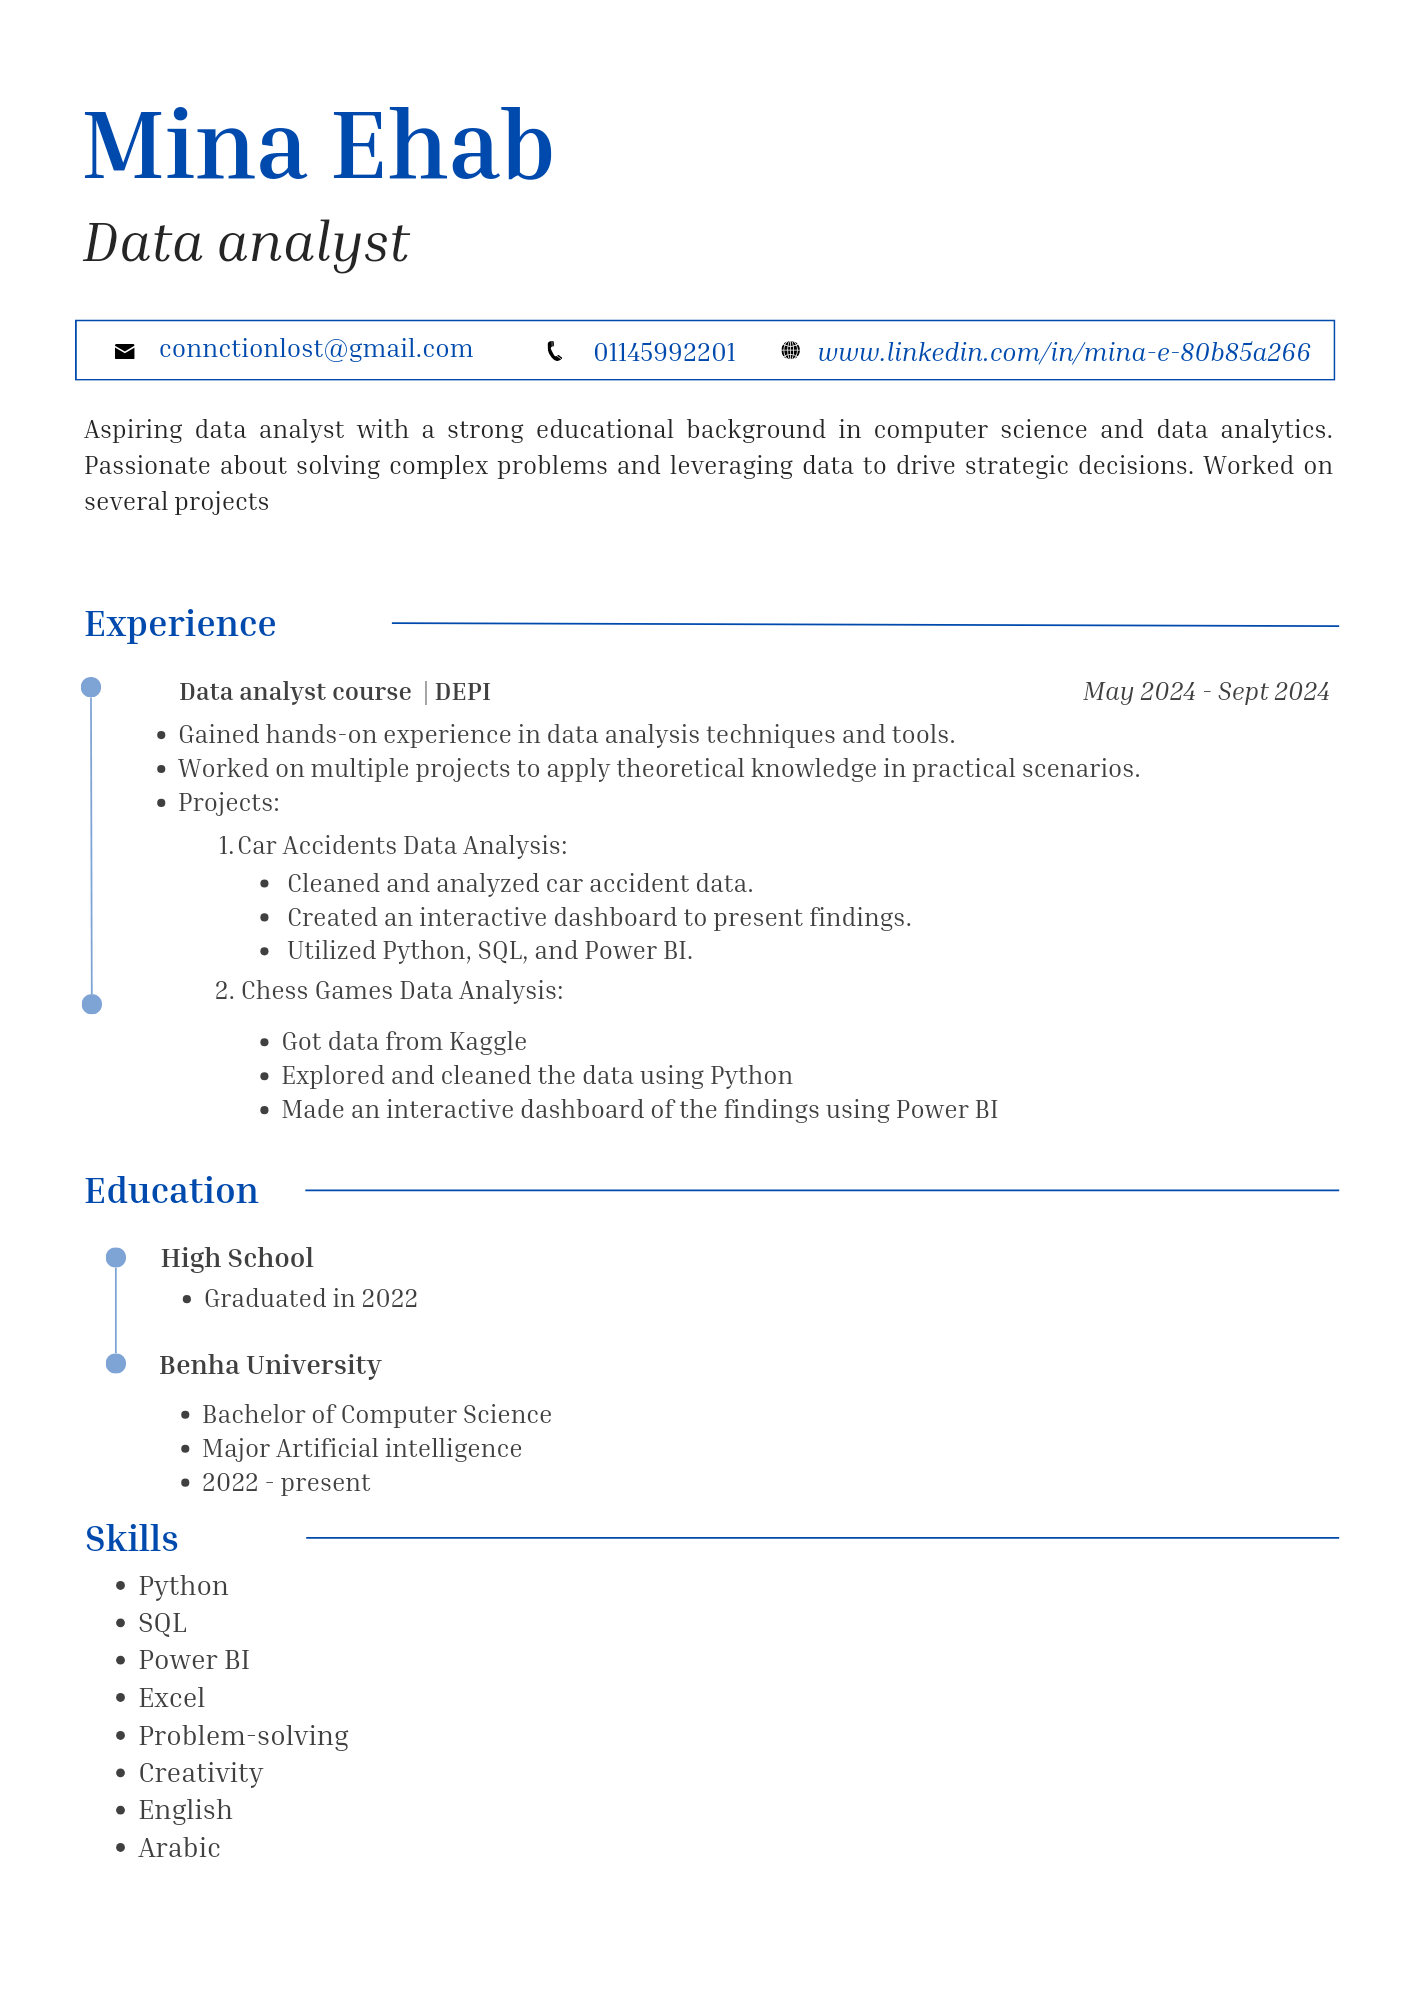 Mina Ehab
Data analyst
connctionlost@gmail.com 01145992201 www.linkedin.com/in/mina-e-80b85a266
Aspiring data analyst with a strong educational background in computer science and data analytics.
Passionate about solving complex problems and leveraging data to drive strategic decisions. Worked on
several projects
Experience
Data analyst course | DEPI May 2024 - Sept 2024
• Gained hands-on experience in data analysis techniques and tools.
• Worked on multiple projects to apply theoretical knowledge in practical scenarios.
• Projects:
1. Car Accidents Data Analysis:
• Cleaned and analyzed car accident data.
• Created an interactive dashboard to present findings.
• Utilized Python, SQL, and Power BI.
2. Chess Games Data Analysis:
• Got data from Kaggle
• Explored and cleaned the data using Python
• Made an interactive dashboard of the findings using Power BI
Education
High School
• Graduated in 2022
Benha University
• Bachelor of Computer Science
• Major Artificial intelligence
• 2022 - present
Skills
• Python
• SQL
• Power BI
• Excel
• Problem-solving
• Creativity
• English
• Arabic